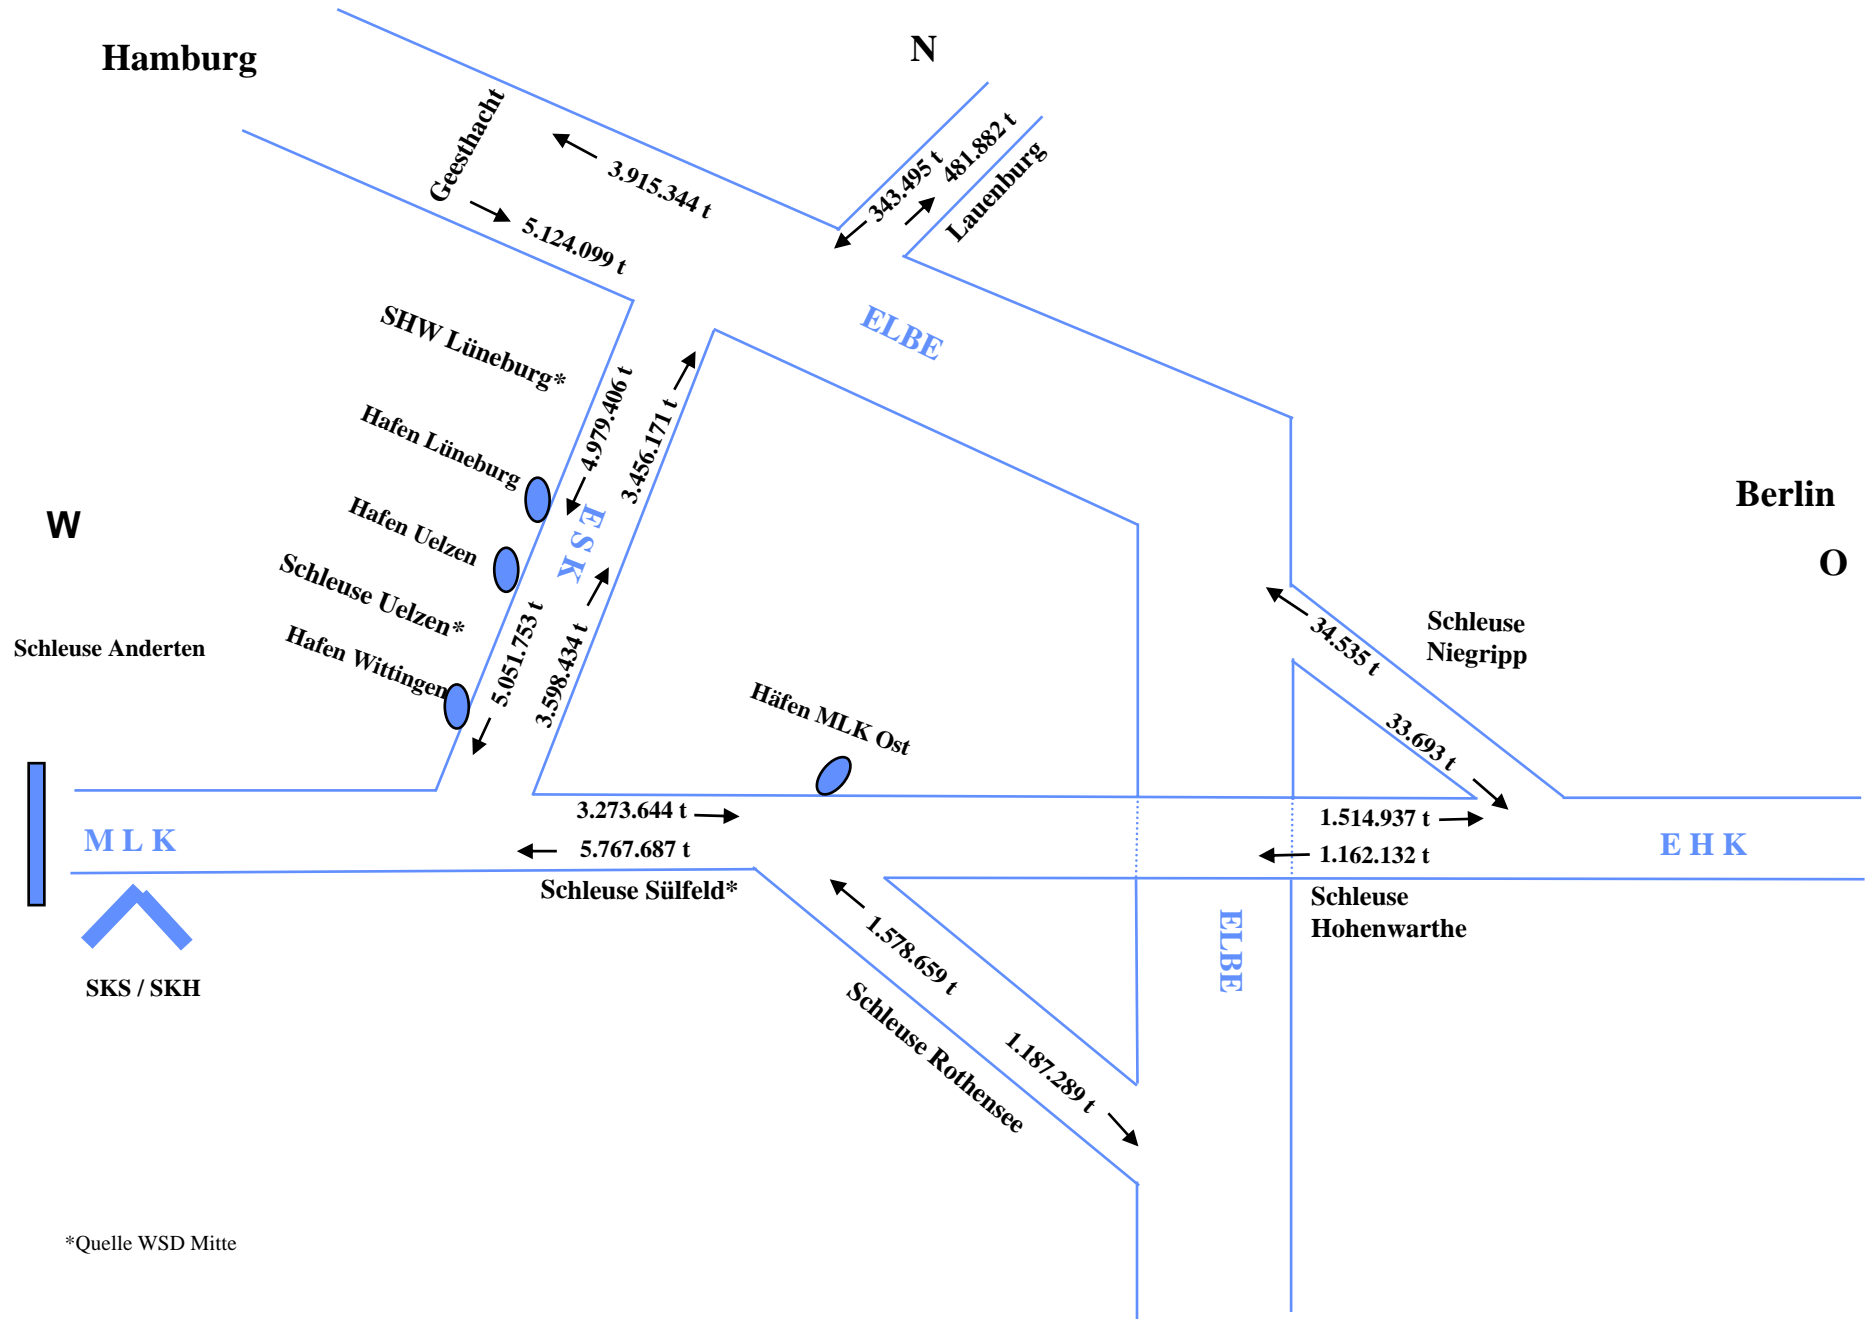 Hamburg
N
Geesthacht
3.915.344 t
5.124.099 t
343.495 t
481.882 t
Lauenburg
ELBE
SHW Lüneburg*
4.979.406 t
3.456.171 t
Hafen Lüneburg
E S K
Hafen Uelzen
Schleuse Uelzen*
Hafen Wittingen
5.051.753 t
3.598.434 t
W
Berlin
O
Schleuse Anderten
34.535 t
Schleuse
Niegripp
33.693 t
Häfen MLK Ost
M L K
3.273.644 t
5.767.687 t
Schleuse Sülfeld*
1.514.937 t
1.162.132 t
E H K
Schleuse
Hohenwarthe
ELBE
1.578.659 t
1.187.289 t
Schleuse Rothensee
SKS / SKH
*Quelle WSD Mitte